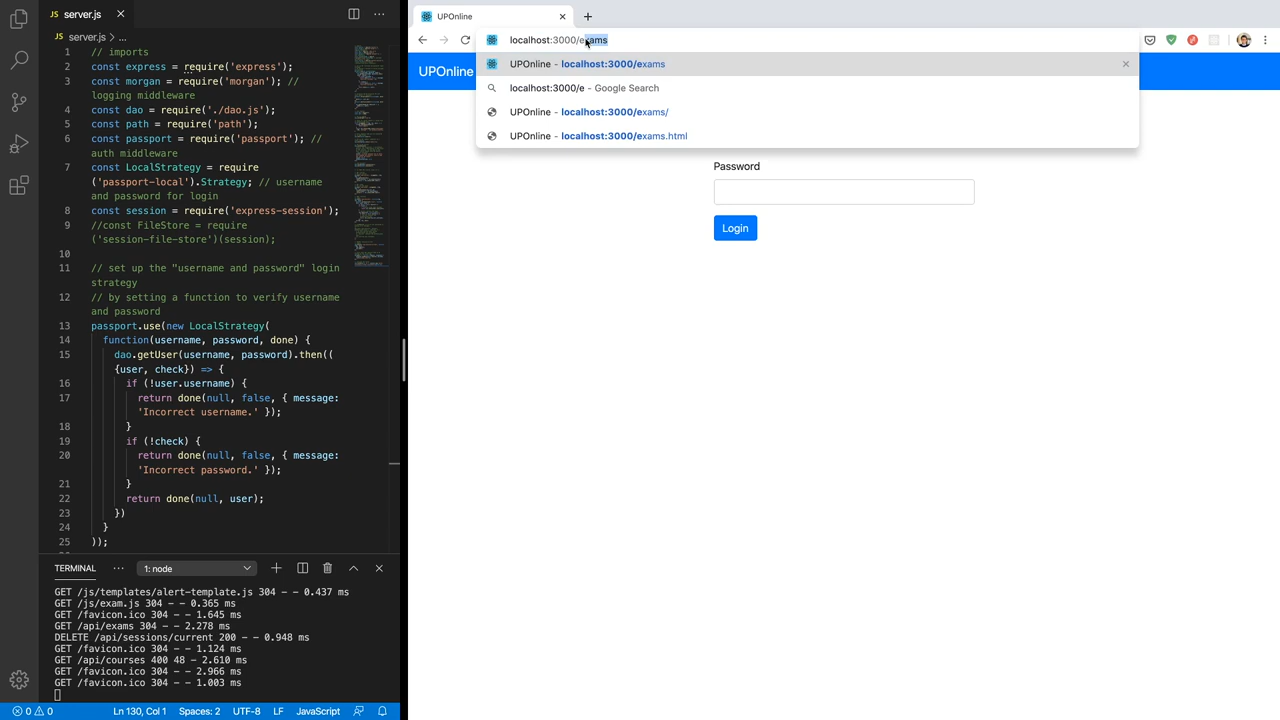 server.js
server.js > ...
1 // imports
2 const express = require('express');
3 const morgan = require('morgan'); //
logging middleware
4 const dao = require('./dao.js');
5 const path = require('path');
6 const passport = require('passport'); //
auth middleware
7 const LocalStrategy = require
('passport-local').Strategy; // username
and password for login
8 const session = require('express-session');
9 //const FileStore = require
('session-file-store')(session);
10
11 // set up the "username and password" login
strategy
12 // by setting a function to verify username
and password
13 passport.use(new LocalStrategy(
14 function(username, password, done) {
15 dao.getUser(username, password).then((
{user, check}) => {
16 if (!user.username) {
17 return done(null, false, { message:
'Incorrect username.' });
18 }
19 if (!check) {
20 return done(null, false, { message:
'Incorrect password.' });
21 }
22 return done(null, user);
23 })
24 }
25 ));
TERMINAL
1: node
GET /js/templates/alert-template.js 304 - - 0.437 ms
GET /js/exam.js 304 - - 0.365 ms
GET /favicon.ico 304 - - 1.645 ms
GET /api/exams 304 - - 2.278 ms
DELETE /api/sessions/current 200 - - 0.948 ms
GET /favicon.ico 304 - - 1.124 ms
GET /api/courses 400 48 - 2.610 ms
GET /favicon.ico 304 - - 2.966 ms
GET /favicon.ico 304 - - 1.003 ms
0 0 Ln 130, Col 1 Spaces: 2 UTF-8 LF JavaScript
UPOnline
localhost:3000/exams
UPOnline
UPOnline - localhost:3000/exams
localhost:3000/e - Google Search
UPOnline - localhost:3000/exams/
UPOnline - localhost:3000/exams.html
Password
Login